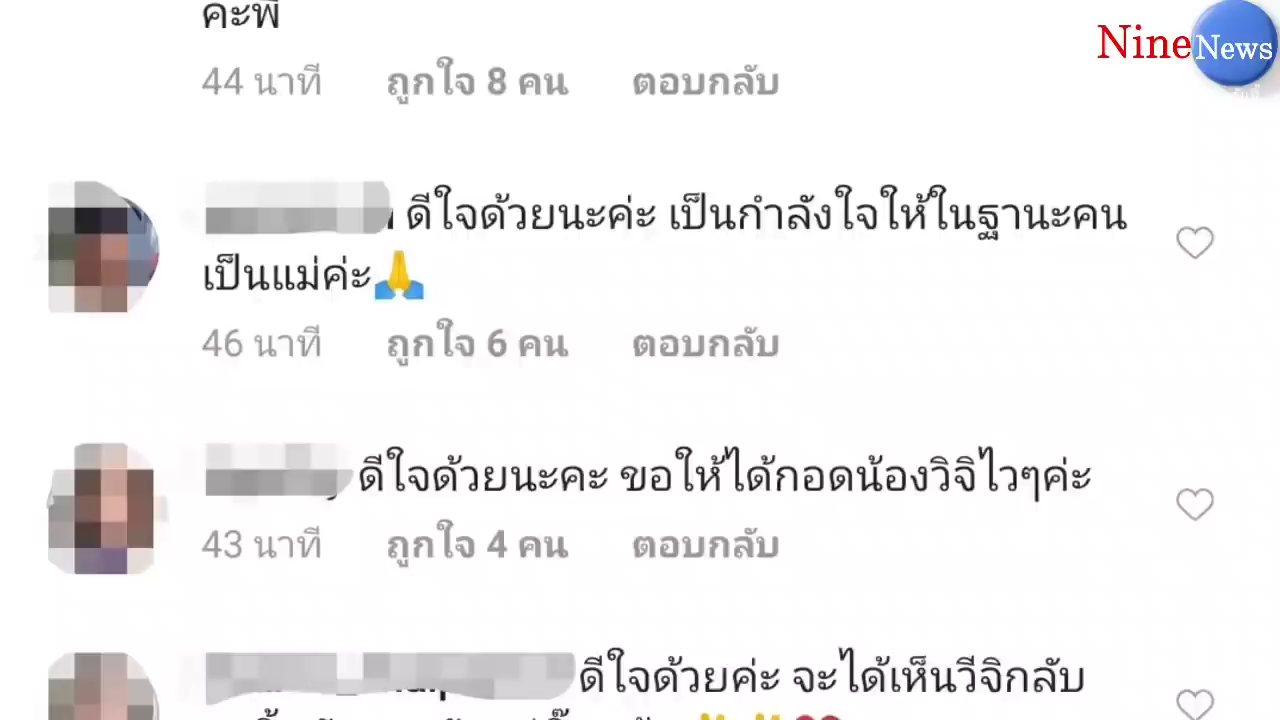 คะพี่
NineNews
44 นาที ถูกใจ 8 คน ตอบกลับ
ดีใจด้วยนะค่ะ เป็นกำลังใจให้ในฐานะคน
เป็นแม่ค่ะ🙏
46 นาที ถูกใจ 6 คน ตอบกลับ
ดีใจด้วยนะคะ ขอให้ได้กอดน้องวิจิไวๆค่ะ
43 นาที ถูกใจ 4 คน ตอบกลับ
ดีใจด้วยค่ะ จะได้เห็นวีจิกลับ